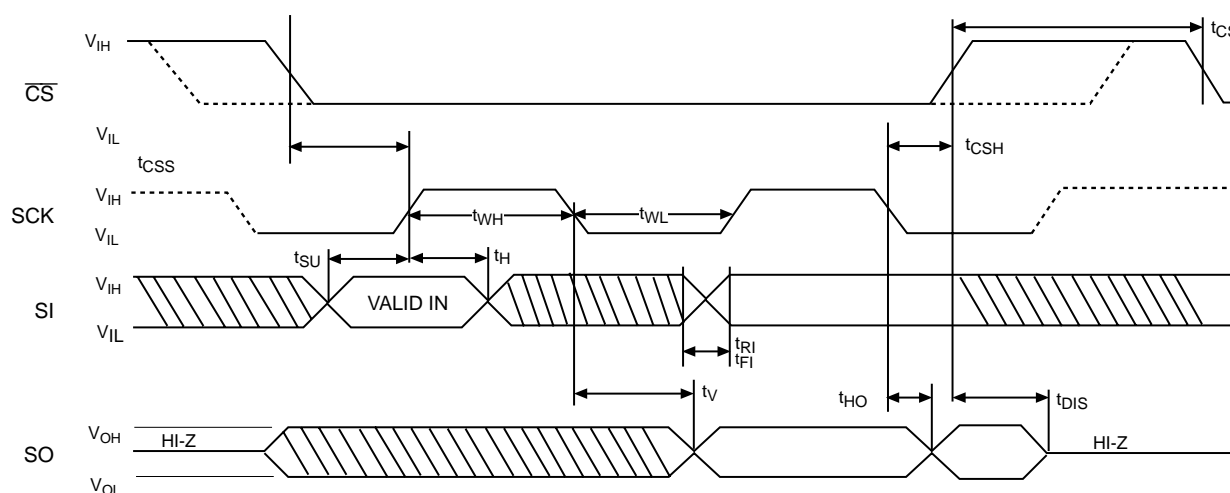 tCS
VIH
CS
VIL
tCSS
tCSH
VIH
SCK
tWH
tWL
VIL
tSU
tH
VIH
SI
VALID IN
VIL
tRI
tFI
tV
tHO
tDIS
VOH
HI-Z
HI-Z
SO
VOL